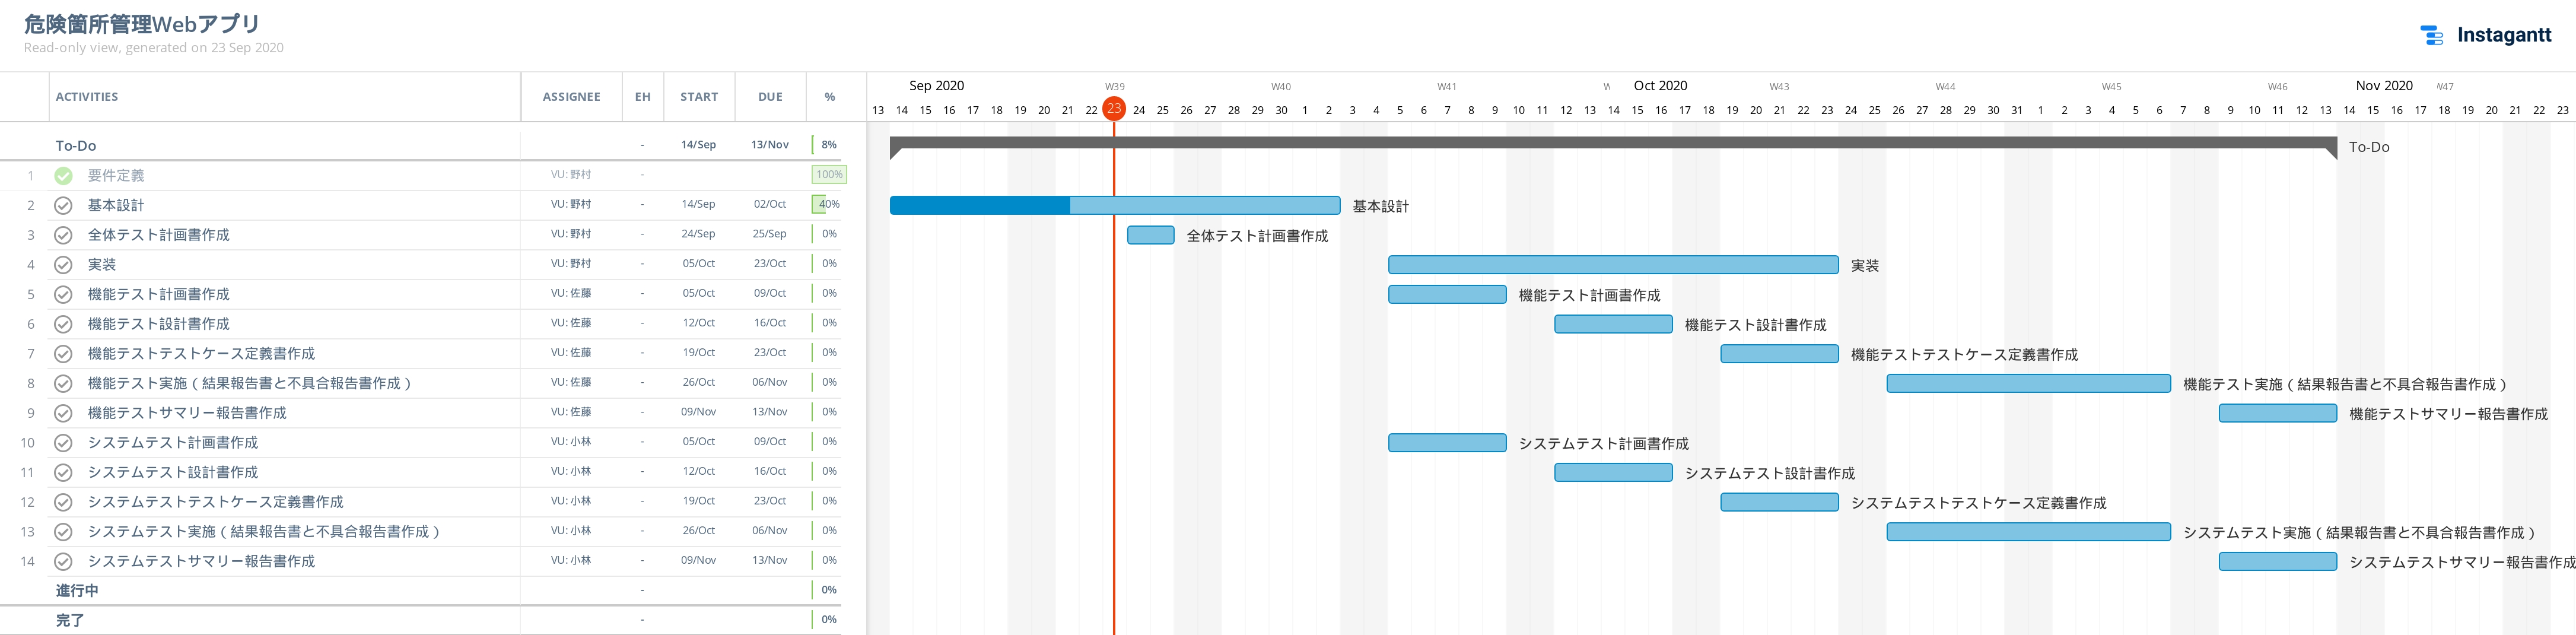 危険箇所管理Webアプリ
Read-only view, generated on 23 Sep 2020
Instagantt
ACTIVITIES ASSIGNEE EH START DUE %
Sep 2020 W39 W40 W41 W Oct 2020 W43 W44 W45 W46 Nov 2020 W47
13 14 15 16 17 18 19 20 21 22 23 24 25 26 27 28 29 30 1 2 3 4 5 6 7 8 9 10 11 12 13 14 15 16 17 18 19 20 21 22 23 24 25 26 27 28 29 30 31 1 2 3 4 5 6 7 8 9 10 11 12 13 14 15 16 17 18 19 20 21 22 23
To-Do - 14/Sep 13/Nov 8% To-Do
1 要件定義 VU: 野村 - 100%
2 基本設計 VU: 野村 - 14/Sep 02/Oct 40% 基本設計
3 全体テスト計画書作成 VU: 野村 - 24/Sep 25/Sep 0% 全体テスト計画書作成
4 実装 VU: 野村 - 05/Oct 23/Oct 0% 実装
5 機能テスト計画書作成 VU: 佐藤 - 05/Oct 09/Oct 0% 機能テスト計画書作成
6 機能テスト設計書作成 VU: 佐藤 - 12/Oct 16/Oct 0% 機能テスト設計書作成
7 機能テストテストケース定義書作成 VU: 佐藤 - 19/Oct 23/Oct 0% 機能テストテストケース定義書作成
8 機能テスト実施（結果報告書と不具合報告書作成） VU: 佐藤 - 26/Oct 06/Nov 0% 機能テスト実施（結果報告書と不具合報告書作成）
9 機能テストサマリー報告書作成 VU: 佐藤 - 09/Nov 13/Nov 0% 機能テストサマリー報告書作成
10 システムテスト計画書作成 VU: 小林 - 05/Oct 09/Oct 0% システムテスト計画書作成
11 システムテスト設計書作成 VU: 小林 - 12/Oct 16/Oct 0% システムテスト設計書作成
12 システムテストテストケース定義書作成 VU: 小林 - 19/Oct 23/Oct 0% システムテストテストケース定義書作成
13 システムテスト実施（結果報告書と不具合報告書作成） VU: 小林 - 26/Oct 06/Nov 0% システムテスト実施（結果報告書と不具合報告書作成）
14 システムテストサマリー報告書作成 VU: 小林 - 09/Nov 13/Nov 0% システムテストサマリー報告書作成
進行中 - 0%
完了 - 0%